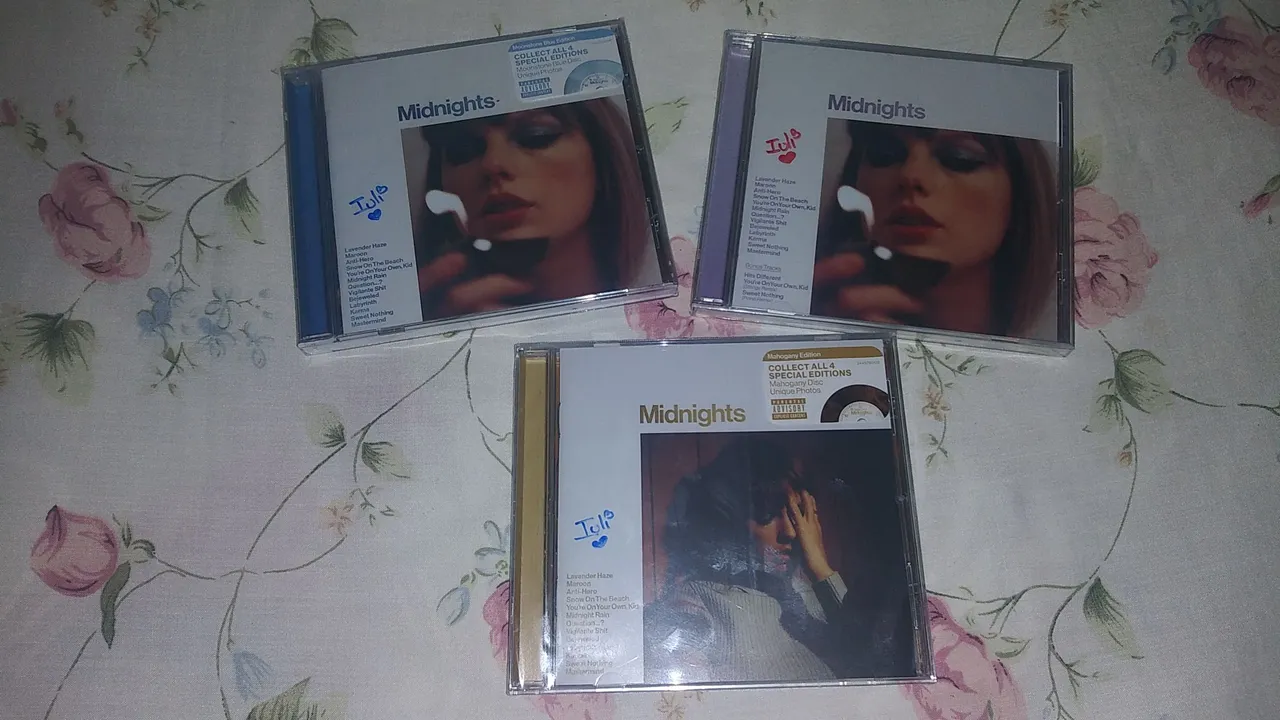 Moonstone Blue Edition
COLLECT ALL 4
SPECIAL EDITIONS
Moonstone Blue Disc
Unique Photos
PARENTAL
ADVISORY
Midnights
Iuli
Lavender Haze
Maroon
Anti-Hero
Snow On The Beach
You're On Your Own, Kid
Midnight Rain
Question...?
Vigilante Shit
Bejeweled
Labyrinth
Karma
Sweet Nothing
Mastermind
Midnights
Iuli
Lavender Haze
Maroon
Anti-Hero
Snow On The Beach
You're On Your Own, Kid
Midnight Rain
Question...?
Vigilante Shit
Bejeweled
Labyrinth
Karma
Sweet Nothing
Mastermind
Bonus Tracks
Hits Different
You're On Your Own, Kid
Sweet Nothing
Mahogany Edition
COLLECT ALL 4
SPECIAL EDITIONS
Mahogany Disc
Unique Photos
PARENTAL
ADVISORY
EXPLICIT CONTENT
Midnights
Midnights
Iuli
Lavender Haze
Maroon
Anti-Hero
Snow On The Beach
You're On Your Own, Kid
Midnight Rain
Question...?
Vigilante Shit
Sweet Nothing
Mastermind